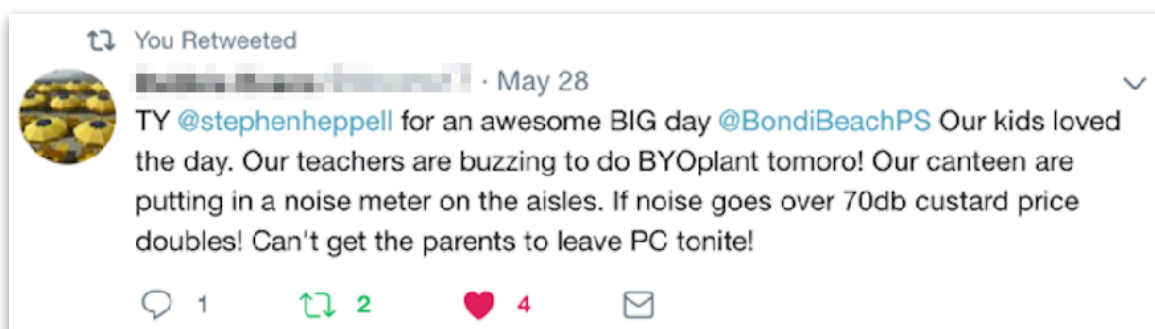 You Retweeted
· May 28
TY @stephenheppell for an awesome BIG day @BondiBeachPS Our kids loved
the day. Our teachers are buzzing to do BYOplant tomoro! Our canteen are
putting in a noise meter on the aisles. If noise goes over 70db custard price
doubles! Can't get the parents to leave PC tonite!
1 2 4